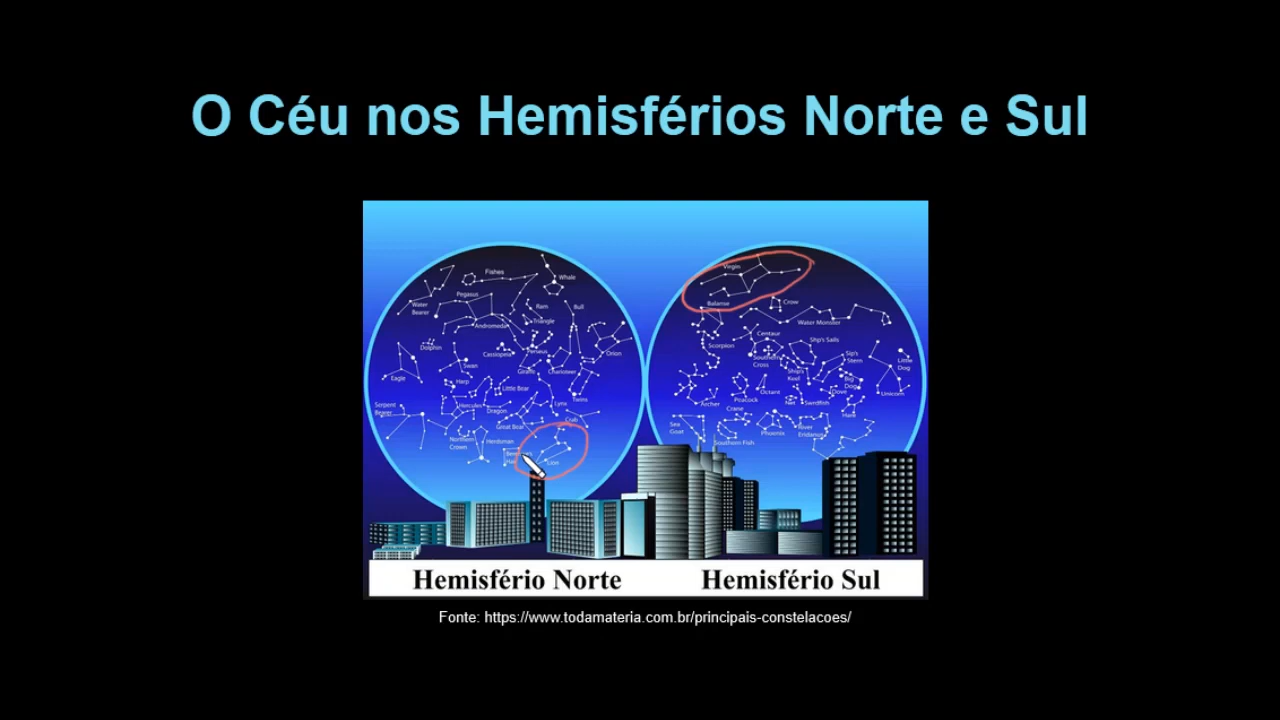 O Céu nos Hemisférios Norte e Sul
Fishes
Whale
Pegasus
Water
Bearer
Ram
Bull
Triangle
Andromeda
Dolphin
Cassiopeia
Perseus
Orion
Swan
Giraffe
Charioteer
Eagle
Harp
Little Bear
Twins
Serpent
Bearer
Hercules
Dragon
Lynx
Crab
Great Bear
Northern
Crown
Herdsman
Lion
Virgin
Balanse
Crow
Water Monster
Centaur
Ship's Sails
Scorpion
Southern
Cross
Sip's
Stern
Little
Dog
Ship's
Keel
Big
Dog
Octant
Dove
Unicorn
Archer
Peacock
Net
Swordfish
Crane
Hare
Sea
Goat
Phoenix
River
Eridanus
Southern Fish
Hemisfério Norte
Hemisfério Sul
Fonte: https://www.todamateria.com.br/principais-constelacoes/